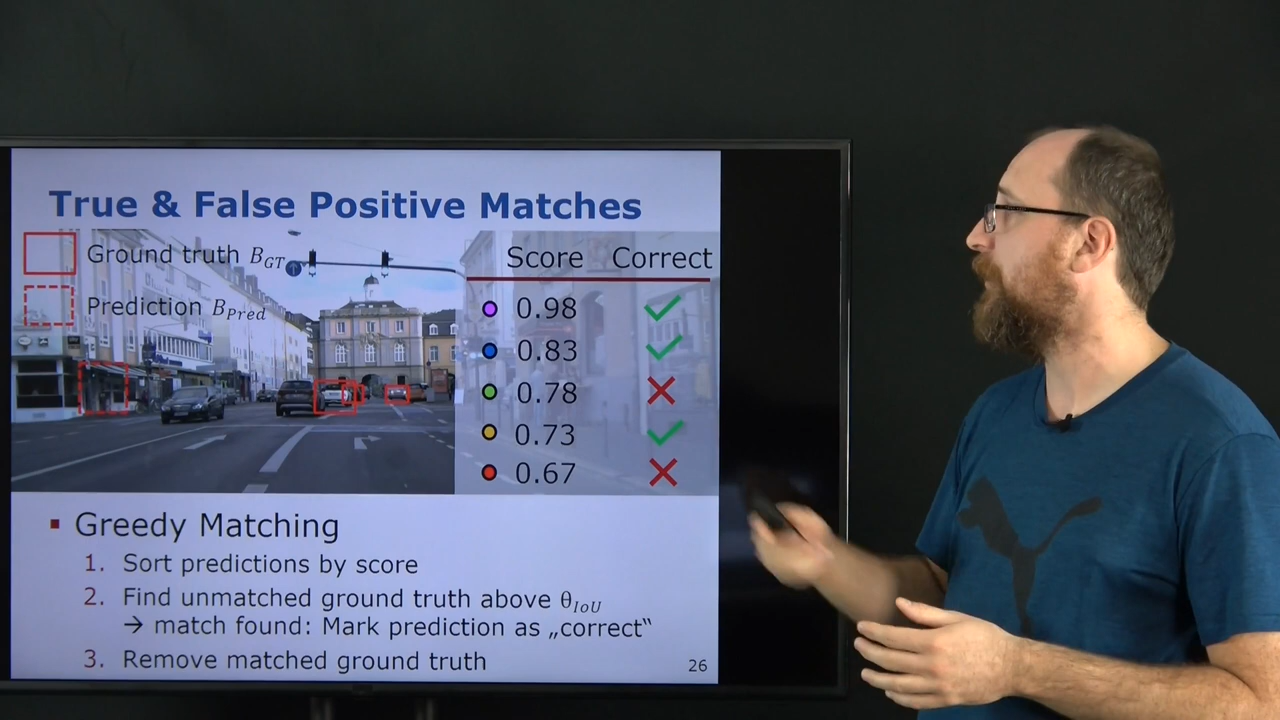 True & False Positive Matches
Ground truth B_GT
Prediction B_Pred
Score Correct
0.98
0.83
0.78
0.73
0.67
Greedy Matching
1. Sort predictions by score
2. Find unmatched ground truth above θ_IoU
→ match found: Mark prediction as „correct“
3. Remove matched ground truth
26